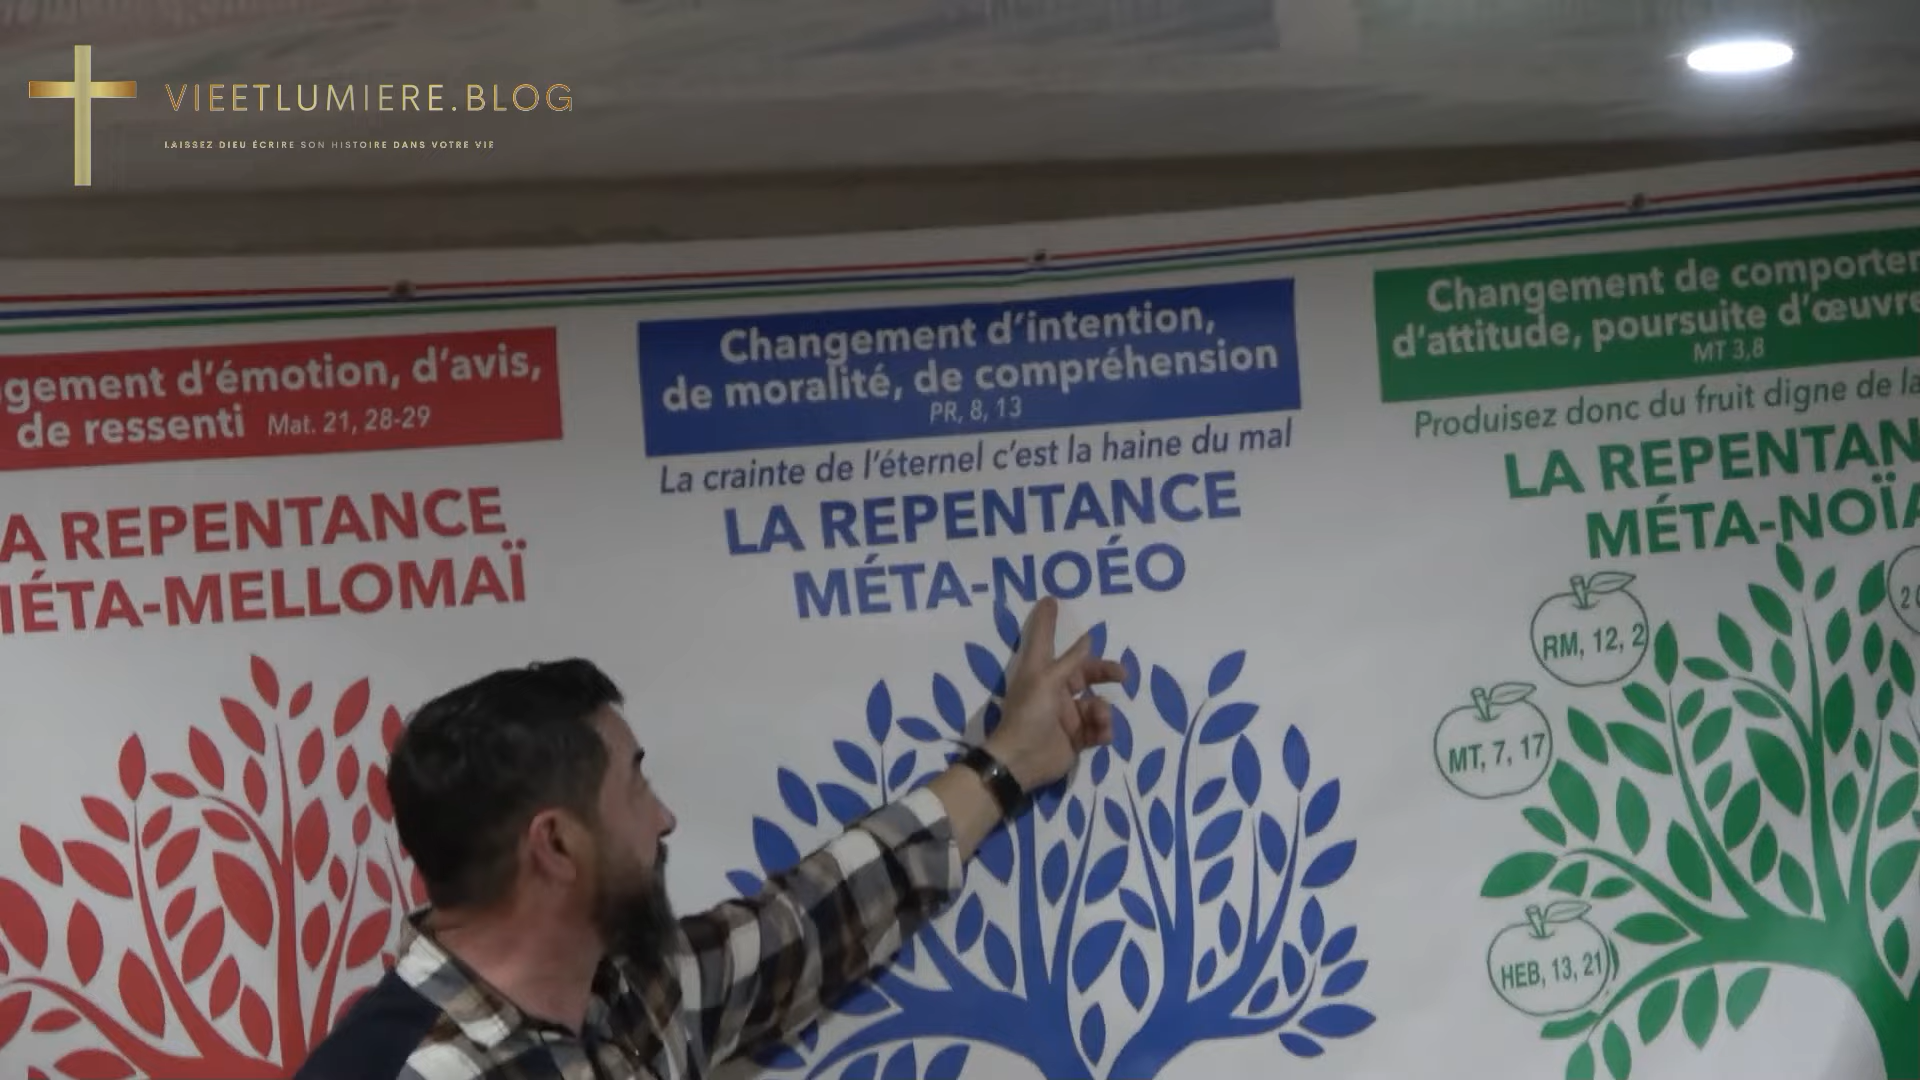 VIEETLUMIERE.BLOG
LAISSEZ DIEU ÉCRIRE SON HISTOIRE DANS VOTRE VIE
gement d'émotion, d'avis,
de ressenti Mat. 21, 28-29
A REPENTANCE
MÉTA-MELLOMAÏ
Changement d'intention,
de moralité, de compréhension
PR, 8, 13
La crainte de l'éternel c'est la haine du mal
LA REPENTANCE
MÉTA-NOÉO
Changement de comporte
d'attitude, poursuite d'œuvre
MT 3,8
Produisez donc du fruit digne de la
LA REPENTAN
MÉTA-NOÏA
RM, 12, 2
MT, 7, 17
HEB, 13, 21